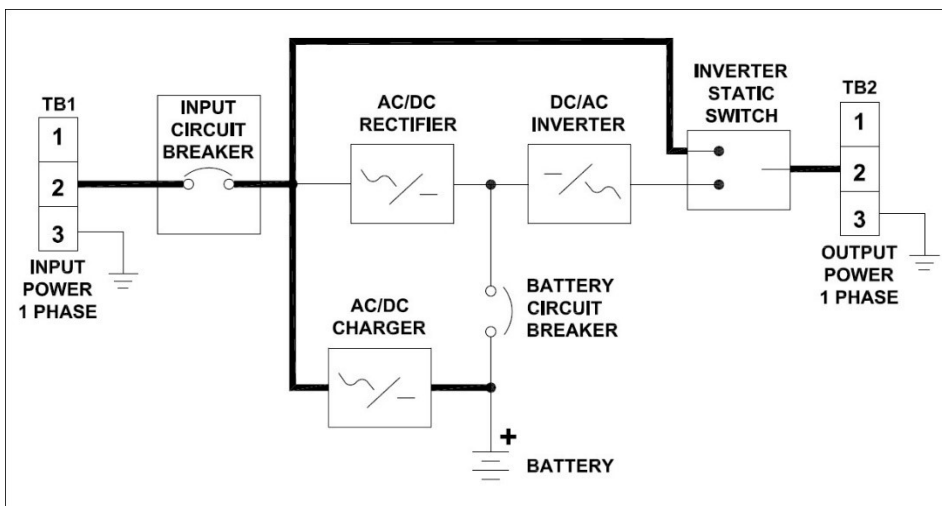 TB1
1
2
3
INPUT
POWER
1 PHASE
INPUT
CIRCUIT
BREAKER
AC/DC
RECTIFIER
DC/AC
INVERTER
INVERTER
STATIC
SWITCH
TB2
1
2
3
OUTPUT
POWER
1 PHASE
AC/DC
CHARGER
BATTERY
CIRCUIT
BREAKER
+
BATTERY